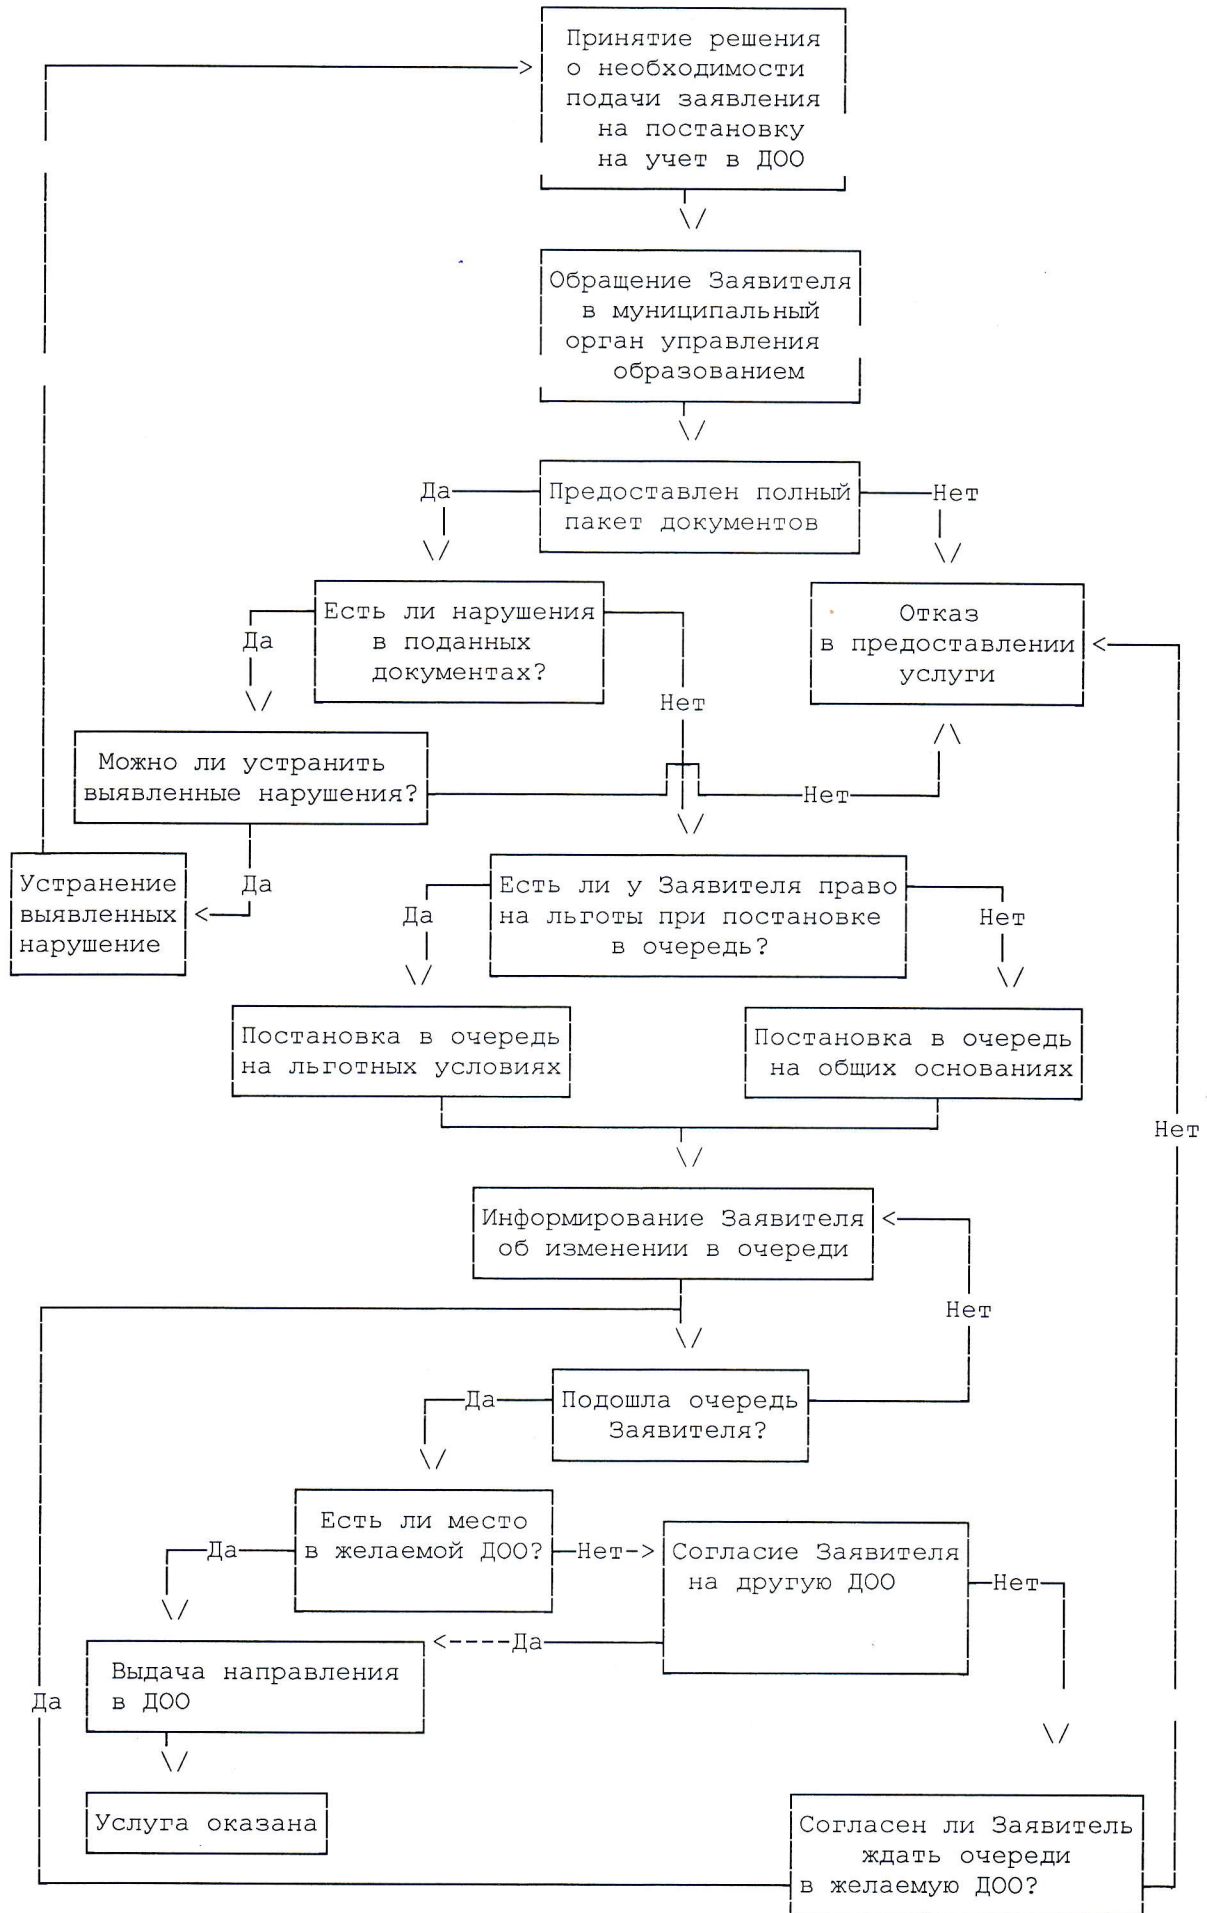 Принятие решения
о необходимости
подачи заявления
на постановку
на учет в ДОО
Обращение Заявителя
в муниципальный
орган управления
образованием
Да
Предоставлен полный
пакет документов
Нет
Есть ли нарушения
в поданных
документах?
Отказ
в предоставлении
услуги
Да
Нет
Можно ли устранить
выявленные нарушения?
Нет
Устранение
выявленных
нарушение
Да
Есть ли у Заявителя право
на льготы при постановке
в очередь?
Да
Нет
Постановка в очередь
на льготных условиях
Постановка в очередь
на общих основаниях
Нет
Информирование Заявителя
об изменении в очереди
Нет
Да
Подошла очередь
Заявителя?
Есть ли место
в желаемой ДОО?
Да
Нет
Согласие Заявителя
на другую ДОО
Нет
Да
Выдача направления
в ДОО
Да
Услуга оказана
Согласен ли Заявитель
ждать очереди
в желаемую ДОО?